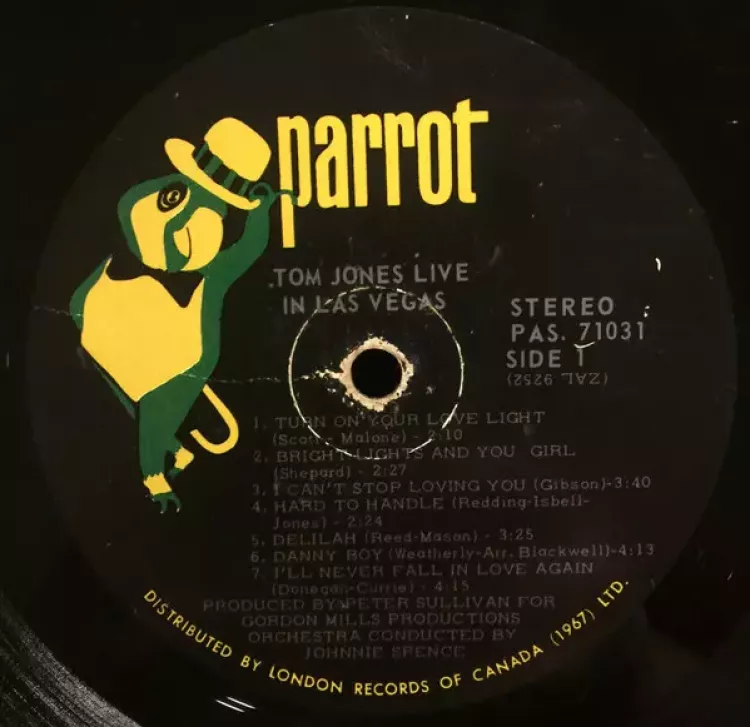 parrot
TOM JONES LIVE
IN LAS VEGAS
STEREO
PAS. 71031
SIDE 1
(ZAL 9252)
1. TURN ON YOUR LOVE LIGHT
(Scott - Malone) - 2:10
2. BRIGHT LIGHTS AND YOU GIRL
(Shepard) - 2:27
3. I CAN'T STOP LOVING YOU (Gibson)-3:40
4. HARD TO HANDLE (Redding-Isbell-
Jones) - 2:24
5. DELILAH (Reed-Mason) - 3:25
6. DANNY BOY (Weatherly-Arr. Blackwell)-4:13
7. I'LL NEVER FALL IN LOVE AGAIN
(Donegan-Currie) - 4:15
PRODUCED BY PETER SULLIVAN FOR
GORDON MILLS PRODUCTIONS
ORCHESTRA CONDUCTED BY
JOHNNIE SPENCE
DISTRIBUTED BY LONDON RECORDS OF CANADA (1967) LTD.